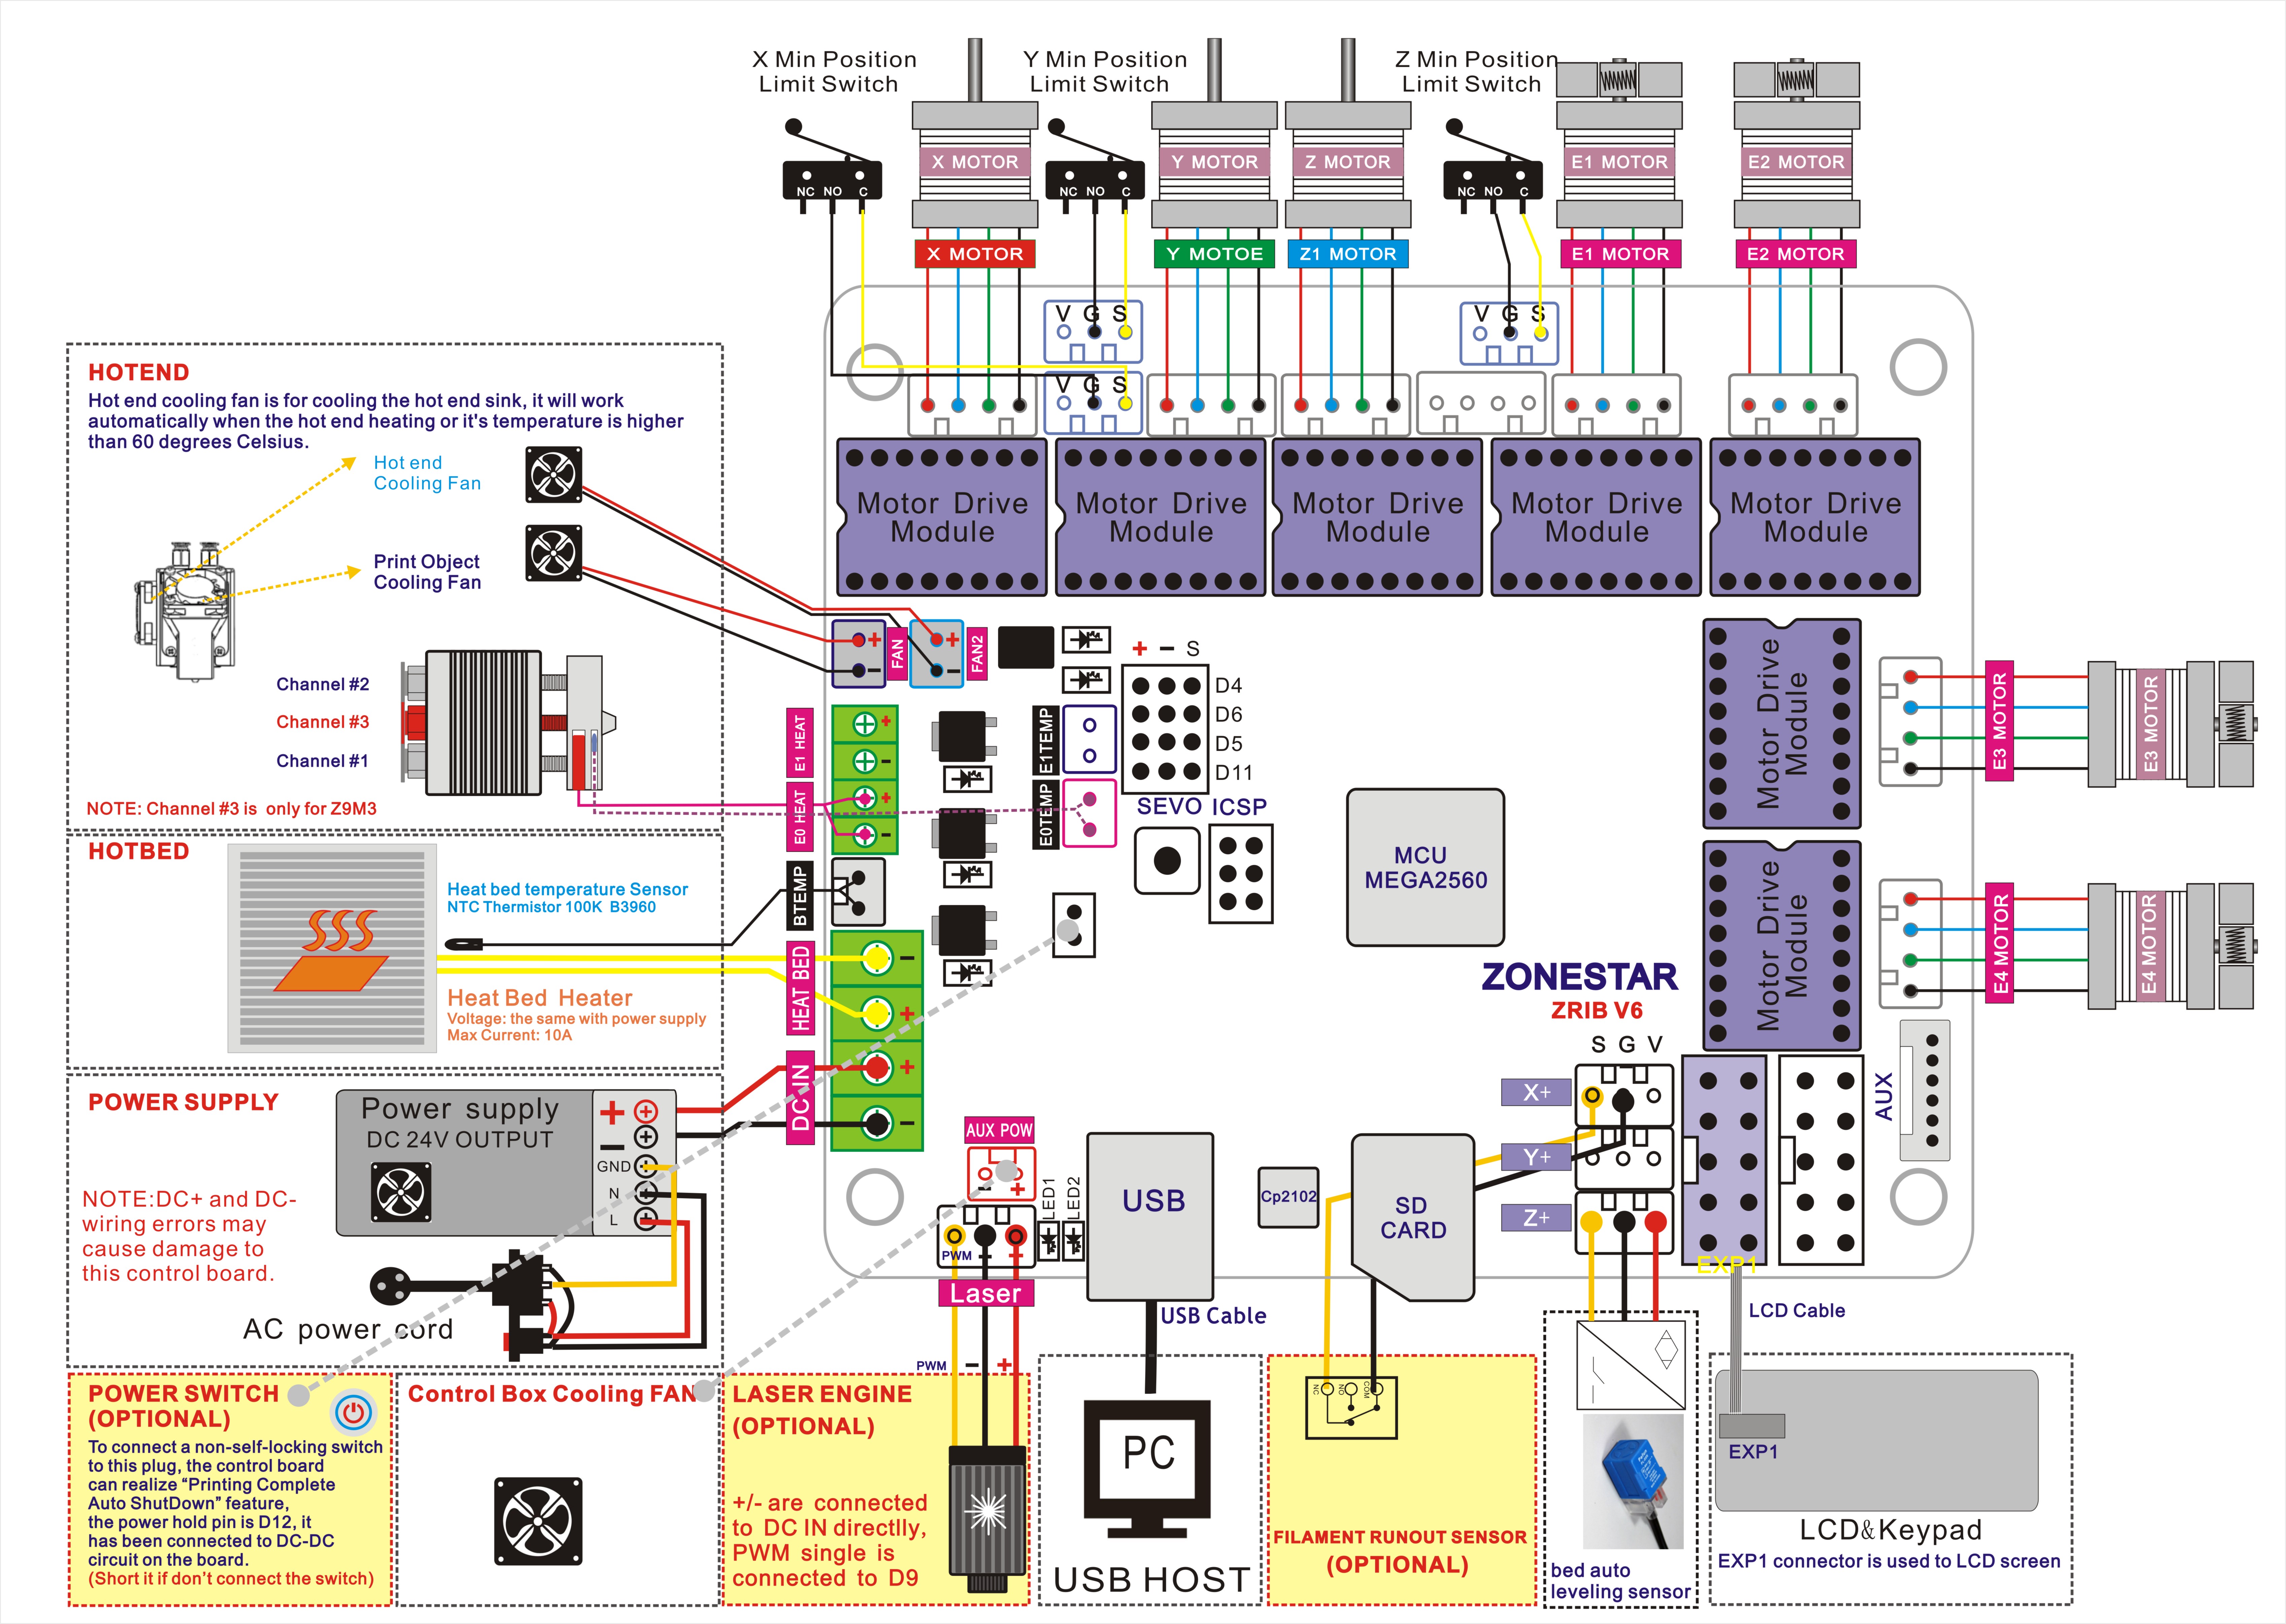 X Min Position
Limit Switch
Y Min Position
Limit Switch
Z Min Position
Limit Switch
NC NO C
X MOTOR
NC NO C
Y MOTOR
Z MOTOR
NC NO C
E1 MOTOR
E2 MOTOR
X MOTOR
Y MOTOE
Z1 MOTOR
E1 MOTOR
E2 MOTOR
V G S
V G S
V G S
HOTEND
Hot end cooling fan is for cooling the hot end sink, it will work
automatically when the hot end heating or it's temperature is higher
than 60 degrees Celsius.
Hot end
Cooling Fan
Print Object
Cooling Fan
Motor Drive
Module
Motor Drive
Module
Motor Drive
Module
Motor Drive
Module
Motor Drive
Module
+
-
FAN
+
-
FAN2
+ - S
D4
D6
D5
D11
SEVO ICSP
Channel #2
Channel #3
Channel #1
NOTE: Channel #3 is only for Z9M3
E1 HEAT
+
-
E0 HEAT
+
-
E1TEMP
E0TEMP
Motor Drive
Module
E3 MOTOR
E3 MOTOR
MCU
MEGA2560
Motor Drive
Module
E4 MOTOR
E4 MOTOR
HOTBED
Heat bed temperature Sensor
NTC Thermistor 100K B3960
Heat Bed Heater
Voltage: the same with power supply
Max Current: 10A
BTEMP
HEAT BED
-
+
DC IN
+
-
ZONESTAR
ZRIB V6
S G V
X+
Y+
Z+
AUX
EXP1
POWER SUPPLY
Power supply
DC 24V OUTPUT
+
-
GND
N
L
NOTE:DC+ and DC-
wiring errors may
cause damage to
this control board.
AC power cord
AUX POW
- +
LED1
LED2
PWM - +
Laser
USB
Cp2102
SD
CARD
USB Cable
LCD Cable
POWER SWITCH
(OPTIONAL)
To connect a non-self-locking switch
to this plug, the control board
can realize “Printing Complete
Auto ShutDown” feature,
the power hold pin is D12, it
has been connected to DC-DC
circuit on the board.
(Short it if don't connect the switch)
Control Box Cooling FAN
PWM - +
LASER ENGINE
(OPTIONAL)
+/- are connected
to DC IN directlly,
PWM single is
connected to D9
PC
USB HOST
NC NO COM
FILAMENT RUNOUT SENSOR
(OPTIONAL)
bed auto
leveling sensor
EXP1
LCD&Keypad
EXP1 connector is used to LCD screen